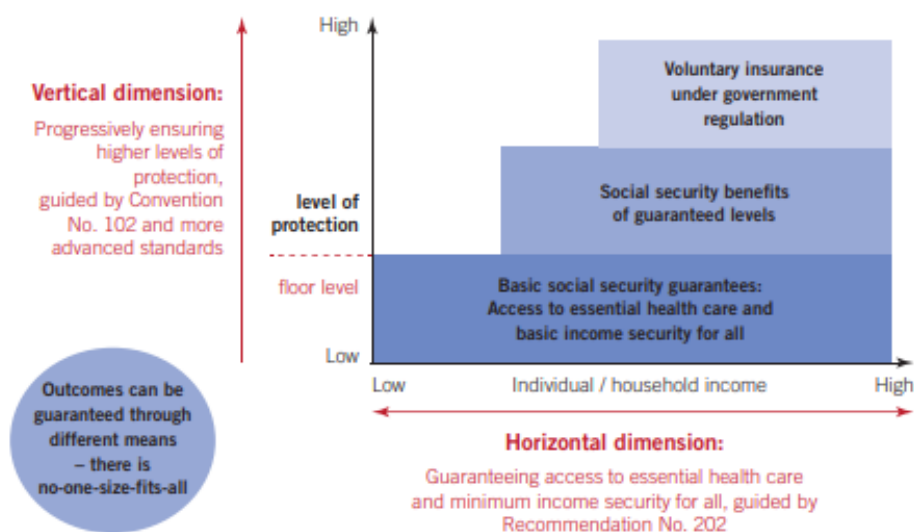 High
Vertical dimension:
Progressively ensuring
higher levels of
protection,
guided by Convention
No. 102 and more
advanced standards
level of
protection
floor level
Low
Voluntary insurance
under government
regulation
Social security benefits
of guaranteed levels
Basic social security guarantees:
Access to essential health care and
basic income security for all
Low
Individual / household income
High
Outcomes can be
guaranteed through
different means
– there is
no-one-size-fits-all
Horizontal dimension:
Guaranteeing access to essential health care
and minimum income security for all, guided by
Recommendation No. 202